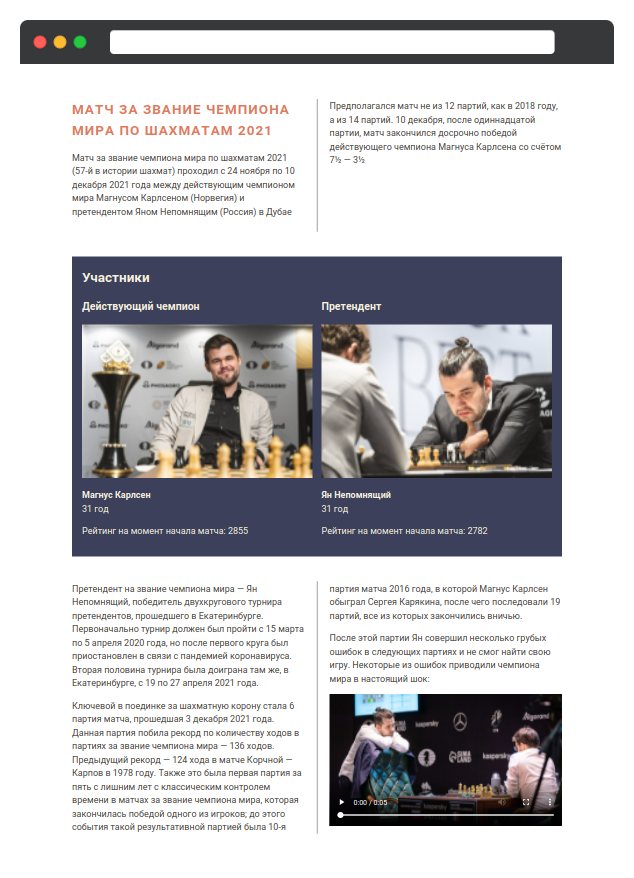 МАТЧ ЗА ЗВАНИЕ ЧЕМПИОНА
МИРА ПО ШАХМАТАМ 2021
Матч за звание чемпиона мира по шахматам 2021
(57-й в истории шахмат) проходил с 24 ноября по 10
декабря 2021 года между действующим чемпионом
мира Магнусом Карлсеном (Норвегия) и
претендентом Яном Непомнящим (Россия) в Дубае
Предполагался матч не из 12 партий, как в 2018 году,
а из 14 партий. 10 декабря, после одиннадцатой
партии, матч закончился досрочно победой
действующего чемпиона Магнуса Карлсена со счётом
7½ — 3½
Участники
Действующий чемпион
Претендент
Магнус Карлсен
31 год
Рейтинг на момент начала матча: 2855
Ян Непомнящий
31 год
Рейтинг на момент начала матча: 2782
Претендент на звание чемпиона мира — Ян
Непомнящий, победитель двухкругового турнира
претендентов, прошедшего в Екатеринбурге.
Первоначально турнир должен был пройти с 15 марта
по 5 апреля 2020 года, но после первого круга был
приостановлен в связи с пандемией коронавируса.
Вторая половина турнира была доиграна там же, в
Екатеринбурге, с 19 по 27 апреля 2021 года.
Ключевой в поединке за шахматную корону стала 6
партия матча, прошедшая 3 декабря 2021 года.
Данная партия побила рекорд по количеству ходов в
партиях за звание чемпиона мира — 136 ходов.
Предыдущий рекорд — 124 хода в матче Корчной —
Карпов в 1978 году. Также это была первая партия за
пять с лишним лет с классическим контролем
времени в матчах за звание чемпиона мира, которая
закончилась победой одного из игроков; до этого
события такой результативной партией была 10-я
партия матча 2016 года, в которой Магнус Карлсен
обыграл Сергея Карякина, после чего последовали 19
партий, все из которых закончились вничью.
После этой партии Ян совершил несколько грубых
ошибок в следующих партиях и не смог найти свою
игру. Некоторые из ошибок приводили чемпиона
мира в настоящий шок:
kaspersky
Algorand
kaspersky
0:00 / 0:05